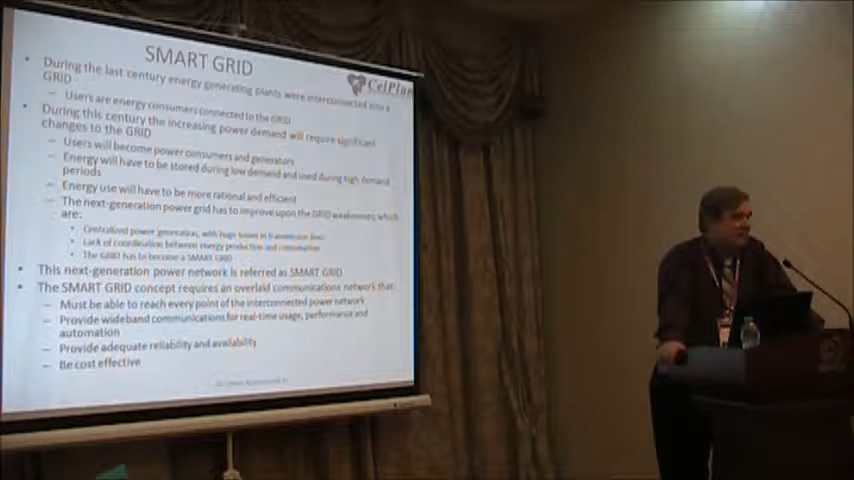 SMART GRID
CelPlan
• During the last century energy generating plants were interconnected into a
GRID
– Users are energy consumers connected to the GRID
• During this century the increasing power demand will require significant
changes to the GRID
– Users will become power consumers and generators
– Energy will have to be stored during low demand and used during high demand
periods
– Energy use will have to be more rational and efficient
– The next-generation power grid has to improve upon the GRID weaknesses, which
are:
• Centralized power generation, with huge losses in transmission lines
• Lack of coordination between energy production and consumption
• The GRID has to become a SMART GRID
• This next-generation power network is referred as SMART GRID
• The SMART GRID concept requires an overlaid communications network that:
– Must be able to reach every point of the interconnected power network
– Provide wideband communications for real-time usage, performance and
automation
– Provide adequate reliability and availability
– Be cost effective